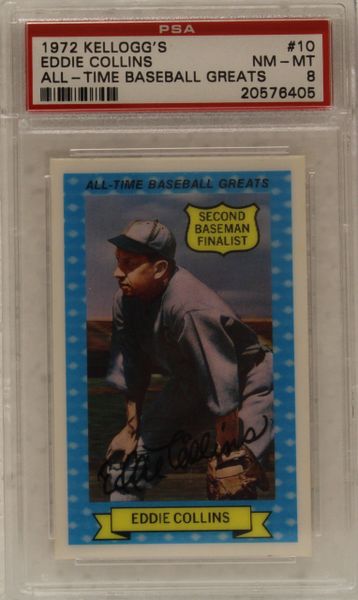 PSA
1972 KELLOGG'S #10
EDDIE COLLINS NM-MT
ALL-TIME BASEBALL GREATS 8
20576405
ALL-TIME BASEBALL GREATS
SECOND
BASEMAN
FINALIST
Eddie Collins
EDDIE COLLINS